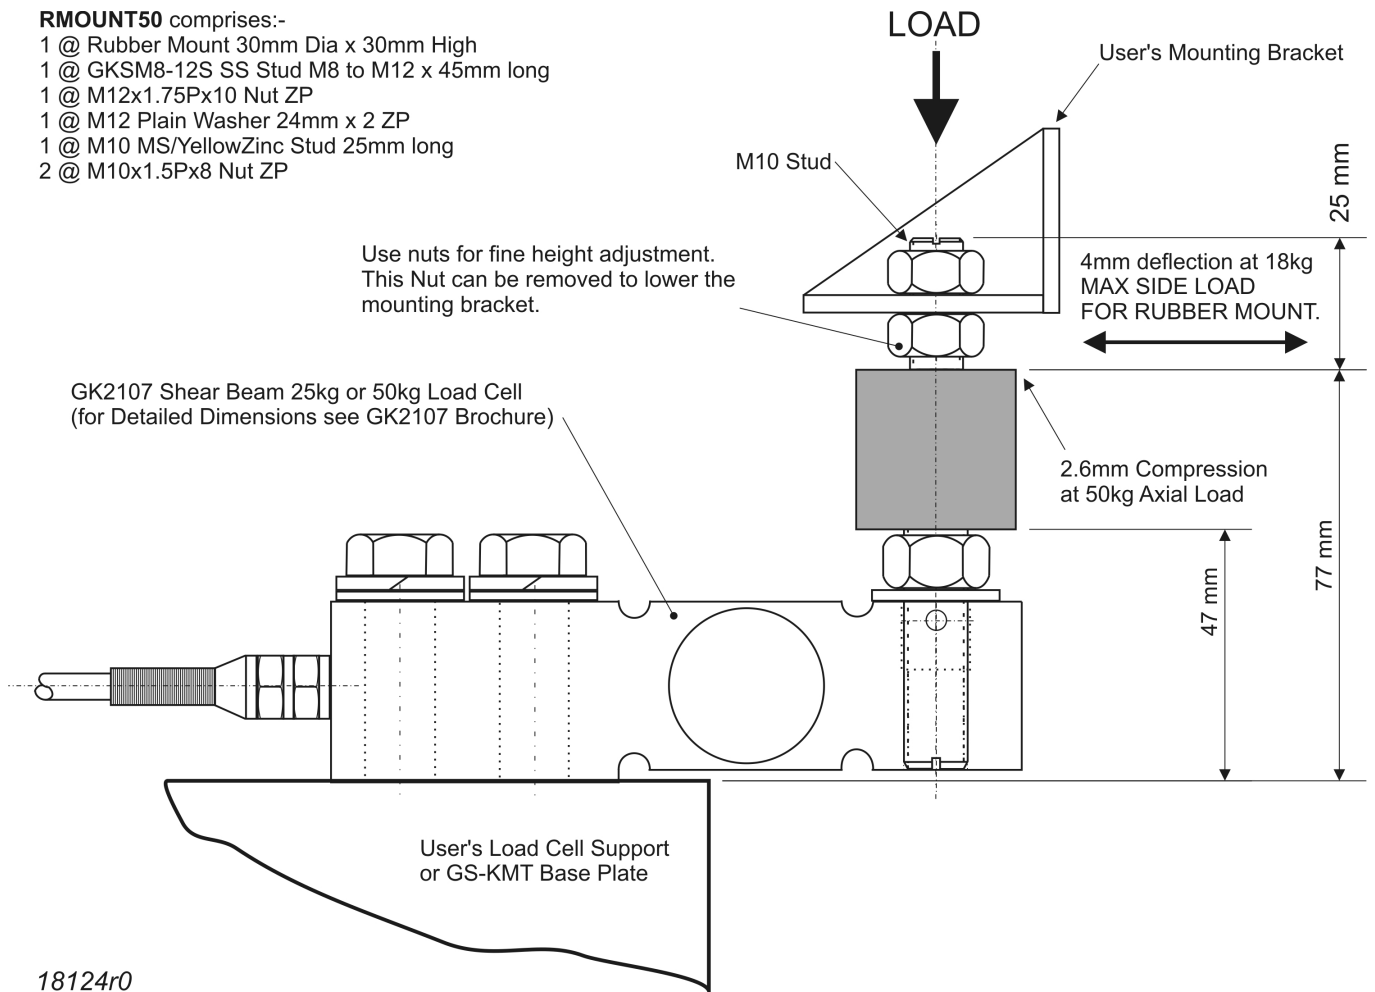 RMOUNT50 comprises:-
1 @ Rubber Mount 30mm Dia x 30mm High
1 @ GKSM8-12S SS Stud M8 to M12 x 45mm long
1 @ M12x1.75Px10 Nut ZP
1 @ M12 Plain Washer 24mm x 2 ZP
1 @ M10 MS/YellowZinc Stud 25mm long
2 @ M10x1.5Px8 Nut ZP
LOAD
User's Mounting Bracket
M10 Stud
25 mm
Use nuts for fine height adjustment.
This Nut can be removed to lower the
mounting bracket.
4mm deflection at 18kg
MAX SIDE LOAD
FOR RUBBER MOUNT.
GK2107 Shear Beam 25kg or 50kg Load Cell
(for Detailed Dimensions see GK2107 Brochure)
2.6mm Compression
at 50kg Axial Load
77 mm
47 mm
User's Load Cell Support
or GS-KMT Base Plate
18124r0